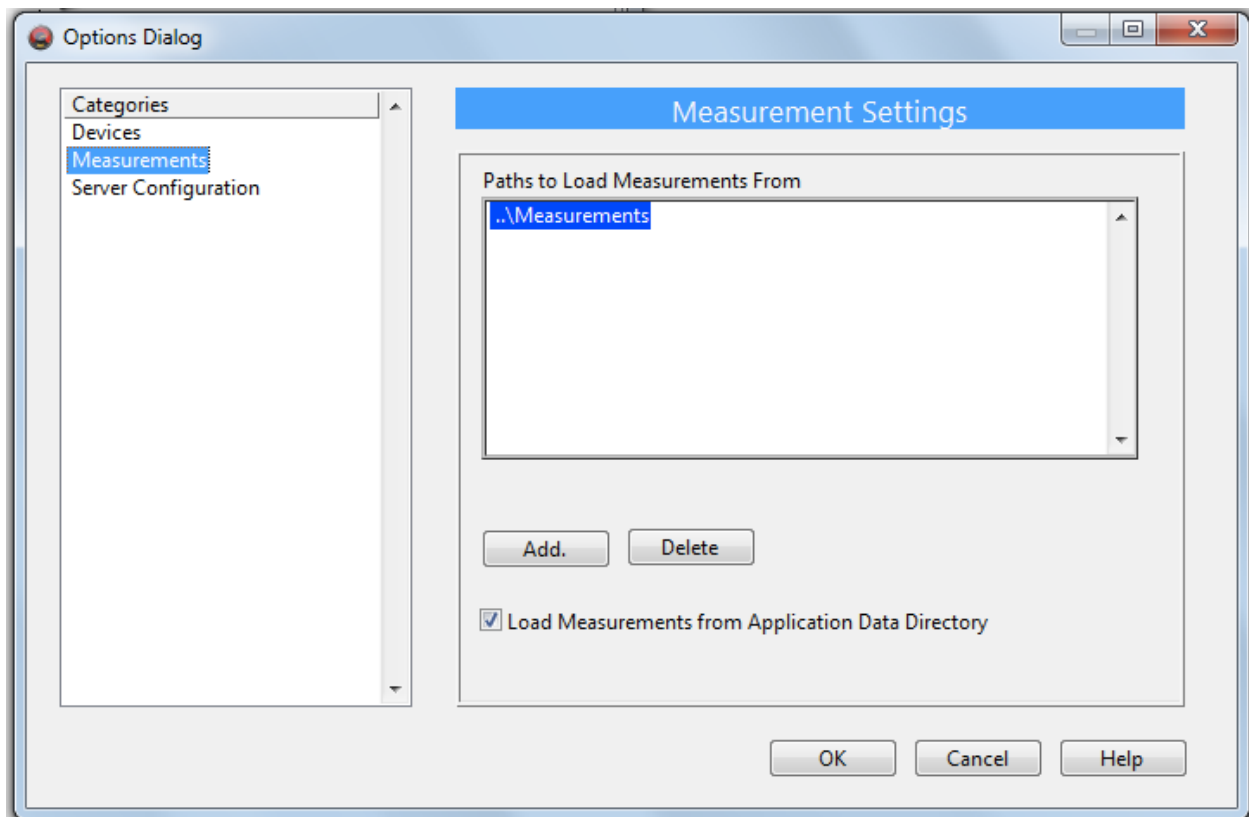 Options Dialog
Categories
Devices
Measurements
Server Configuration
Measurement Settings
Paths to Load Measurements From
..\Measurements
Add.
Delete
Load Measurements from Application Data Directory
OK
Cancel
Help